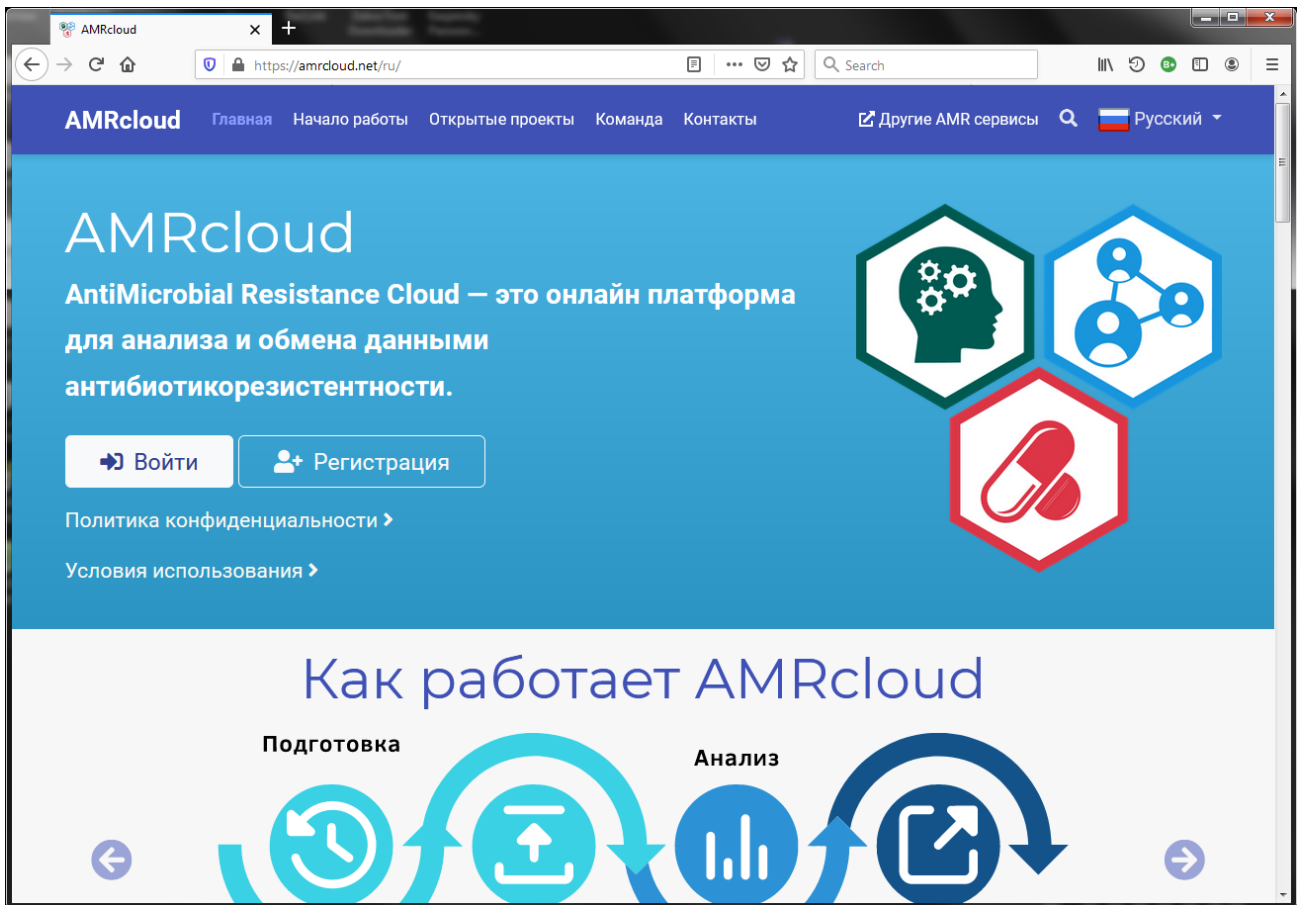 AMRcloud
https://amrcloud.net/ru/
Search
AMRcloud Главная Начало работы Открытые проекты Команда Контакты Другие AMR сервисы Русский
AMRcloud
AntiMicrobial Resistance Cloud — это онлайн платформа
для анализа и обмена данными
антибиотикорезистентности.
Войти Регистрация
Политика конфиденциальности
Условия использования
Как работает AMRcloud
Подготовка
Анализ